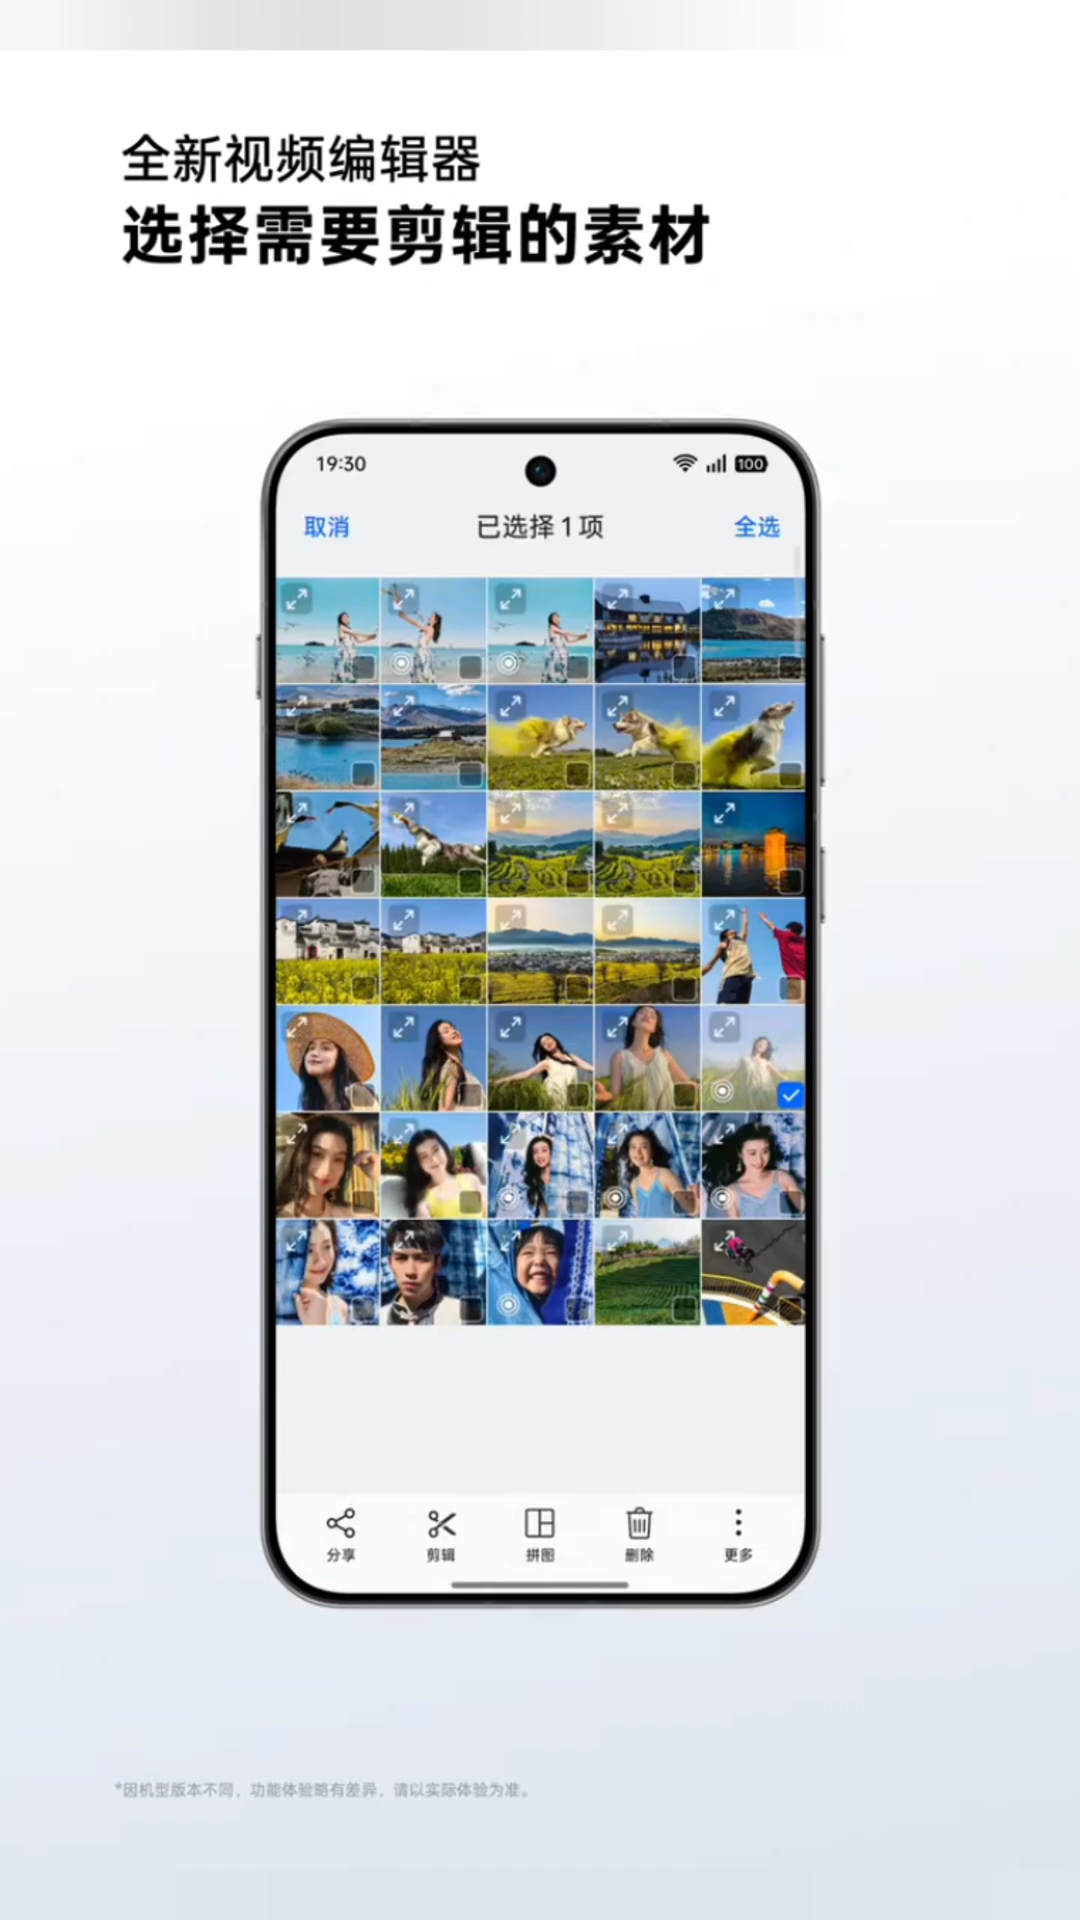 全新视频编辑器
选择需要剪辑的素材
19:30
100
取消
已选择 1 项
全选
分享
剪辑
拼图
删除
更多
*因机型版本不同，功能体验略有差异，请以实际体验为准。